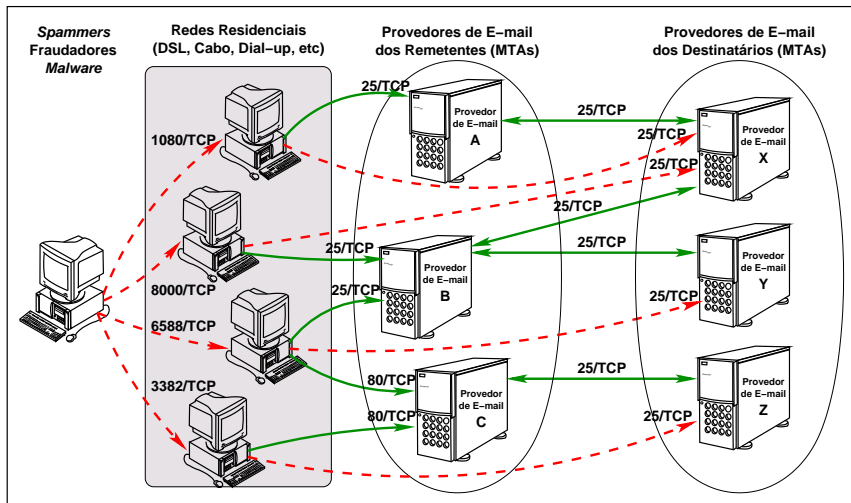 Spammers
Fraudadores
Malware
Redes Residenciais
(DSL, Cabo, Dial−up, etc)
Provedores de E−mail
dos Remetentes (MTAs)
Provedores de E−mail
dos Destinatários (MTAs)
25/TCP
1080/TCP
Provedor
de E−mail
A
25/TCP
25/TCP
25/TCP
Provedor
de E−mail
X
25/TCP
8000/TCP
25/TCP
25/TCP
Provedor
de E−mail
B
25/TCP
25/TCP
Provedor
de E−mail
Y
6588/TCP
3382/TCP
80/TCP
80/TCP
Provedor
de E−mail
C
25/TCP
25/TCP
Provedor
de E−mail
Z